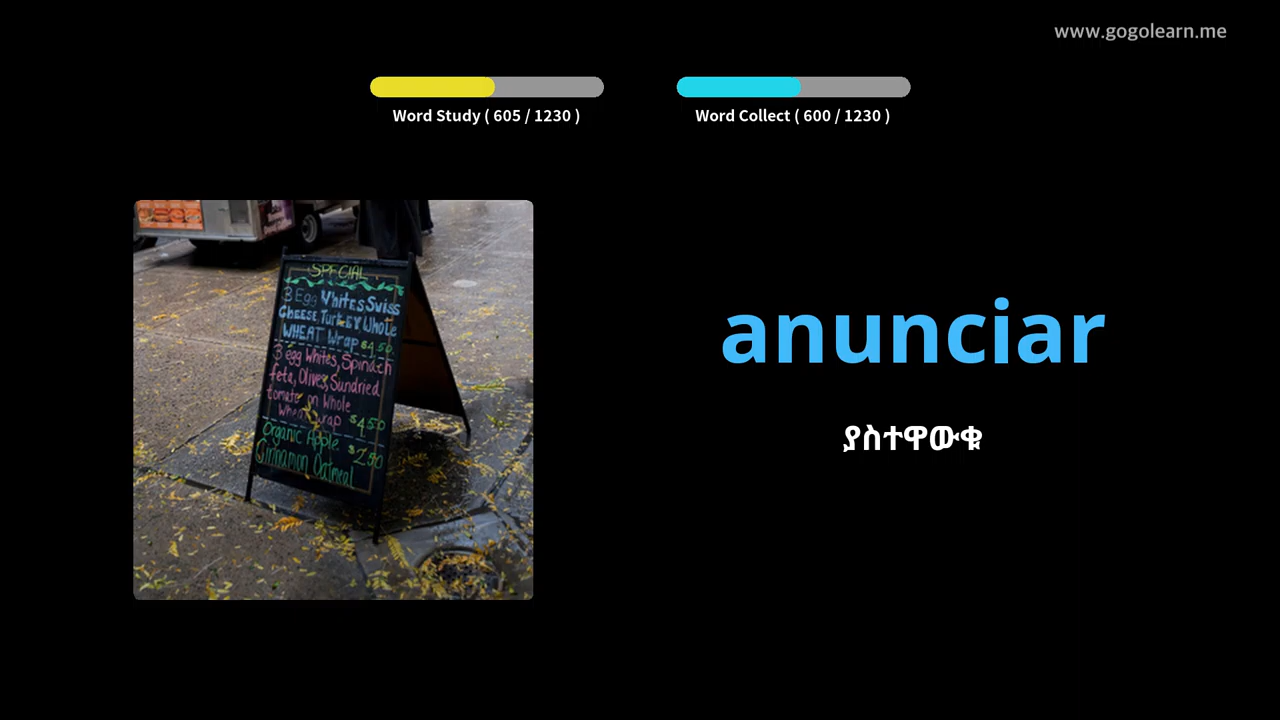 www.gogolearn.me
Word Study ( 605 / 1230 )
Word Collect ( 600 / 1230 )
SPECIAL
3 Egg Whites, Swiss
Cheese, Turkey Whole
WHEAT Wrap $4.50
3 egg Whites, Spinach
feta, Olives, Sundried
tomato on Whole
Wheat Wrap $4.50
Organic Apple
Cinnamon Oatmeal $2.50
anunciar
ያስተዋውቁ